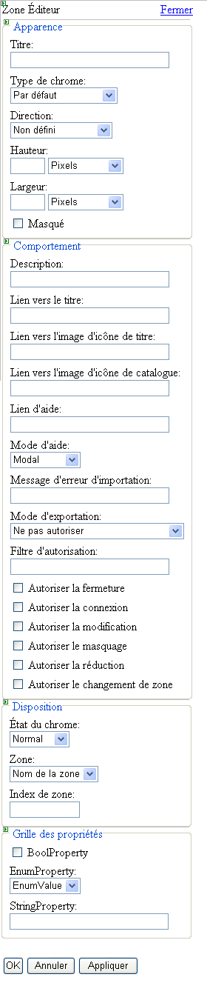 Zone Éditeur Fermer
Apparence
Titre:
Type de chrome:
Par défaut
Direction:
Non défini
Hauteur:
Pixels
Largeur:
Pixels
Masqué
Comportement
Description:
Lien vers le titre:
Lien vers l'image d'icône de titre:
Lien vers l'image d'icône de catalogue:
Lien d'aide:
Mode d'aide:
Modal
Message d'erreur d'importation:
Mode d'exportation:
Ne pas autoriser
Filtre d'autorisation:
Autoriser la fermeture
Autoriser la connexion
Autoriser la modification
Autoriser le masquage
Autoriser la réduction
Autoriser le changement de zone
Disposition
État du chrome:
Normal
Zone:
Nom de la zone
Index de zone:
Grille des propriétés
BoolProperty
EnumProperty:
EnumValue
StringProperty:
OK Annuler Appliquer